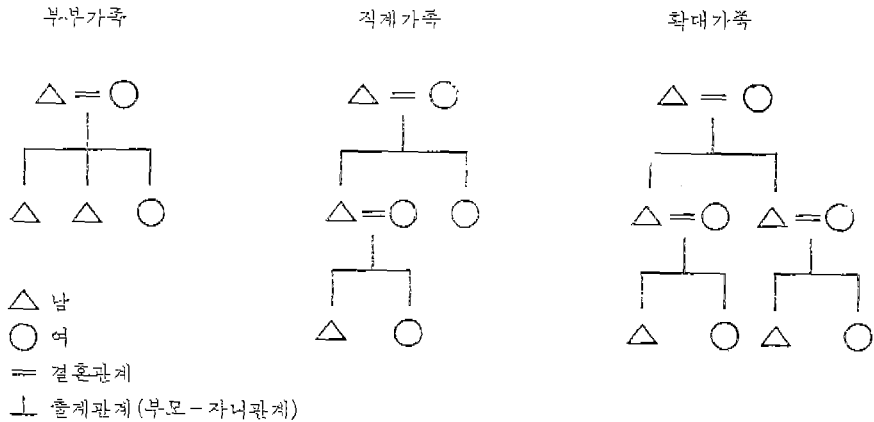 부부가족
직계가족
확대가족
△ 남
○ 여
= 결혼관계
⊥ 출계관계(부모-자녀관계)